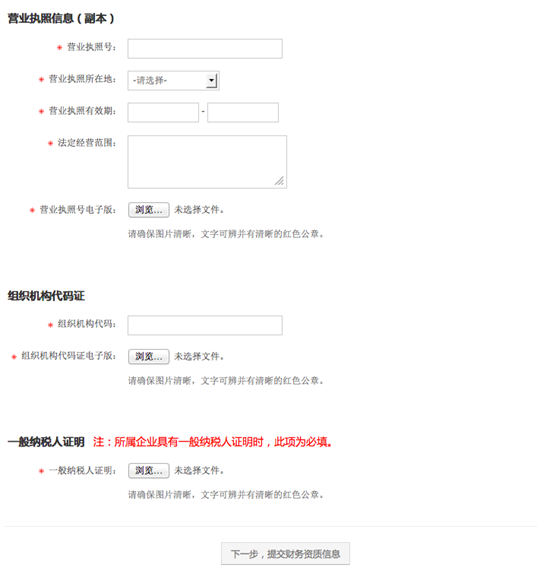 营业执照信息（副本）
* 营业执照号：
* 营业执照所在地： -请选择-
* 营业执照有效期： -
* 法定经营范围：
* 营业执照号电子版： 浏览... 未选择文件。
请确保图片清晰，文字可辨并有清晰的红色公章。
组织机构代码证
* 组织机构代码：
* 组织机构代码证电子版： 浏览... 未选择文件。
请确保图片清晰，文字可辨并有清晰的红色公章。
一般纳税人证明 注：所属企业具有一般纳税人证明时，此项为必填。
* 一般纳税人证明： 浏览... 未选择文件。
请确保图片清晰，文字可辨并有清晰的红色公章。
下一步，提交财务资质信息